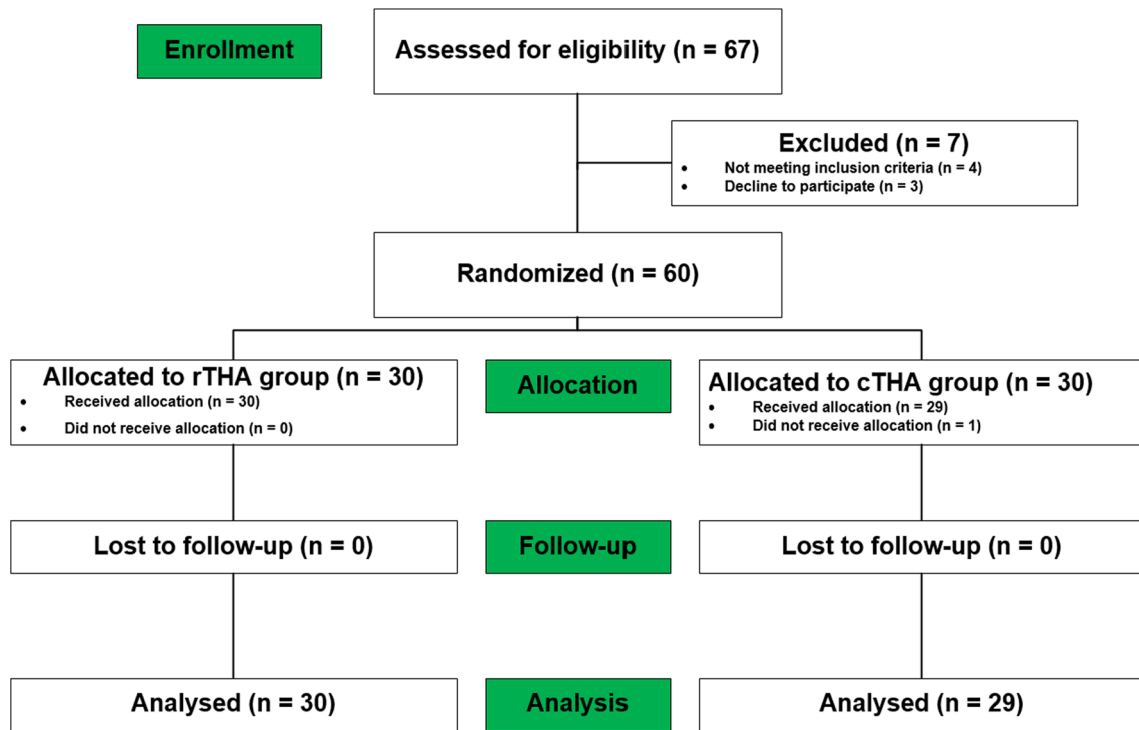 Enrollment
Assessed for eligibility (n = 67)
Excluded (n = 7)
• Not meeting inclusion criteria (n = 4)
• Decline to participate (n = 3)
Randomized (n = 60)
Allocated to rTHA group (n = 30)
• Received allocation (n = 30)
• Did not receive allocation (n = 0)
Allocation
Allocated to cTHA group (n = 30)
• Received allocation (n = 29)
• Did not receive allocation (n = 1)
Lost to follow-up (n = 0)
Follow-up
Lost to follow-up (n = 0)
Analysed (n = 30)
Analysis
Analysed (n = 29)